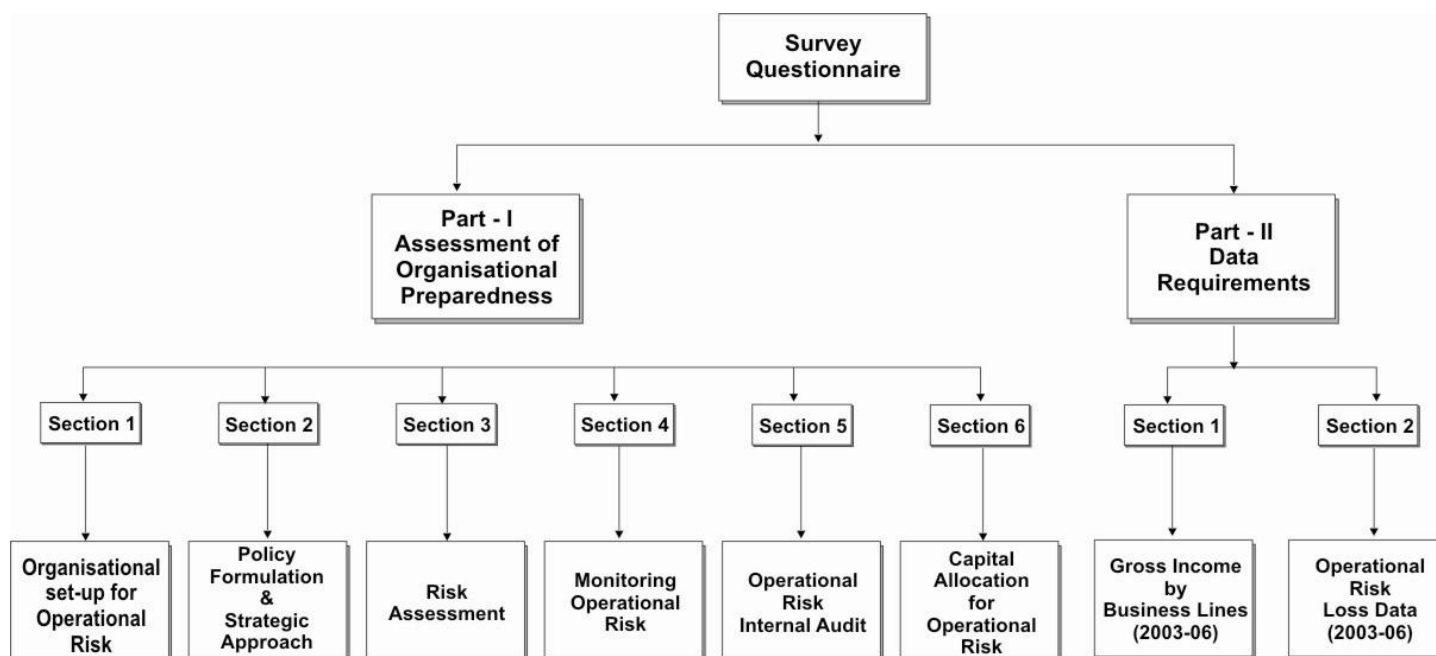 Survey
Questionnaire
Part - I
Assessment of
Organisational
Preparedness
Part - II
Data
Requirements
Section 1
Section 2
Section 3
Section 4
Section 5
Section 6
Section 1
Section 2
Organisational
set-up for
Operational
Risk
Policy
Formulation
&
Strategic
Approach
Risk
Assessment
Monitoring
Operational
Risk
Operational
Risk
Internal Audit
Capital
Allocation
for
Operational
Risk
Gross Income
by
Business Lines
(2003-06)
Operational
Risk
Loss Data
(2003-06)